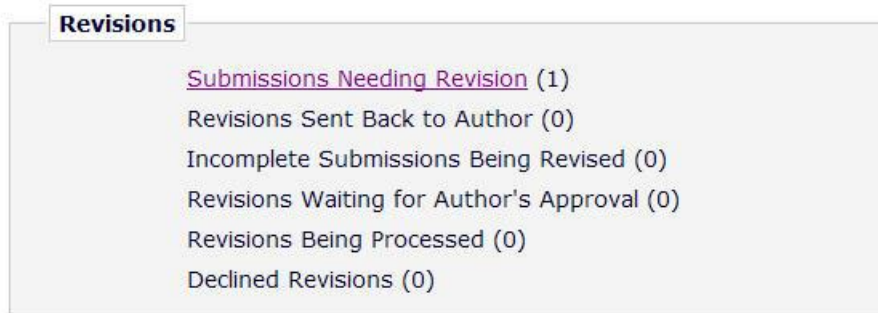 Revisions
Submissions Needing Revision (1)
Revisions Sent Back to Author (0)
Incomplete Submissions Being Revised (0)
Revisions Waiting for Author's Approval (0)
Revisions Being Processed (0)
Declined Revisions (0)